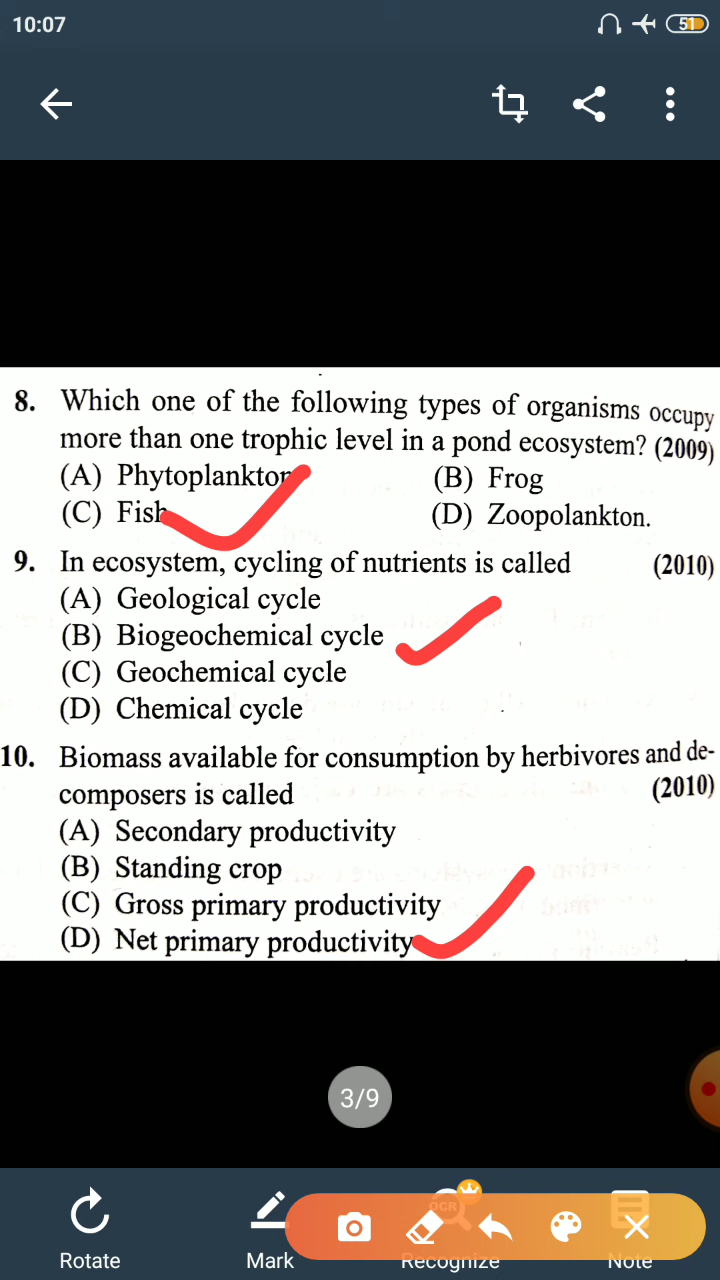 10:07
51
8. Which one of the following types of organisms occupy
more than one trophic level in a pond ecosystem? (2009)
(A) Phytoplankton (B) Frog
(C) Fish (D) Zoopolankton.
9. In ecosystem, cycling of nutrients is called (2010)
(A) Geological cycle
(B) Biogeochemical cycle
(C) Geochemical cycle
(D) Chemical cycle
10. Biomass available for consumption by herbivores and de-
composers is called (2010)
(A) Secondary productivity
(B) Standing crop
(C) Gross primary productivity
(D) Net primary productivity
3/9
OCR
Rotate Mark Recognize Note